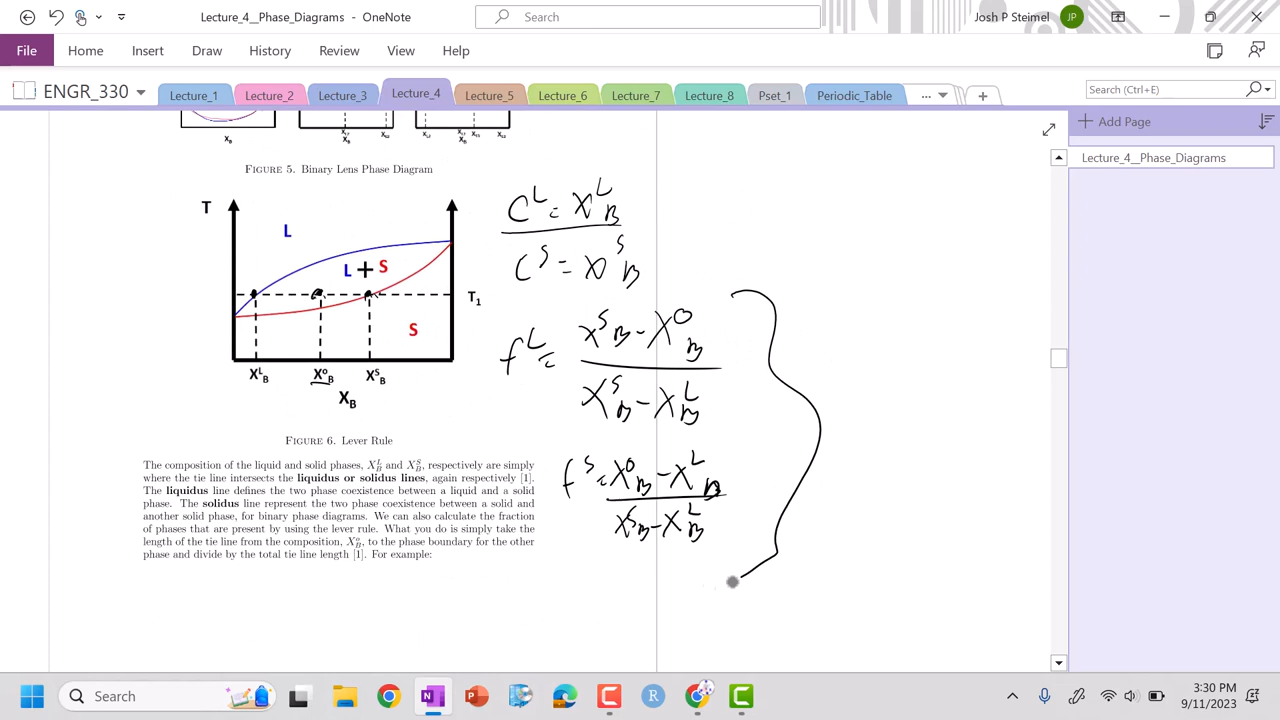 Lecture_4__Phase_Diagrams - OneNote
Search
Josh P Steimel
JP
File
Home
Insert
Draw
History
Review
View
Help
ENGR_330
Lecture_1
Lecture_2
Lecture_3
Lecture_4
Lecture_5
Lecture_6
Lecture_7
Lecture_8
Pset_1
Periodic_Table
...
Search (Ctrl+E)
Add Page
Lecture_4__Phase_Diagrams
FIGURE 5. Binary Lens Phase Diagram
T
L
L + S
S
T₁
X^L_B
X^o_B
X^S_B
X_B
FIGURE 6. Lever Rule
The composition of the liquid and solid phases, X^L_B and X^S_B, respectively are simply
where the tie line intersects the liquidus or solidus lines, again respectively [1].
The liquidus line defines the two phase coexistence between a liquid and a solid
phase. The solidus line represent the two phase coexistence between a solid and
another solid phase, for binary phase diagrams. We can also calculate the fraction
of phases that are present by using the lever rule. What you do is simply take the
length of the tie line from the composition, X^o_B, to the phase boundary for the other
phase and divide by the total tie line length [1]. For example:
C^L = X^L_B
C^S = X^S_B
f^L = (X^S_B - X^O_B) / (X^S_B - X^L_B)
f^S = (X^O_B - X^L_B) / (X^S_B - X^L_B)
Search
3:30 PM
9/11/2023